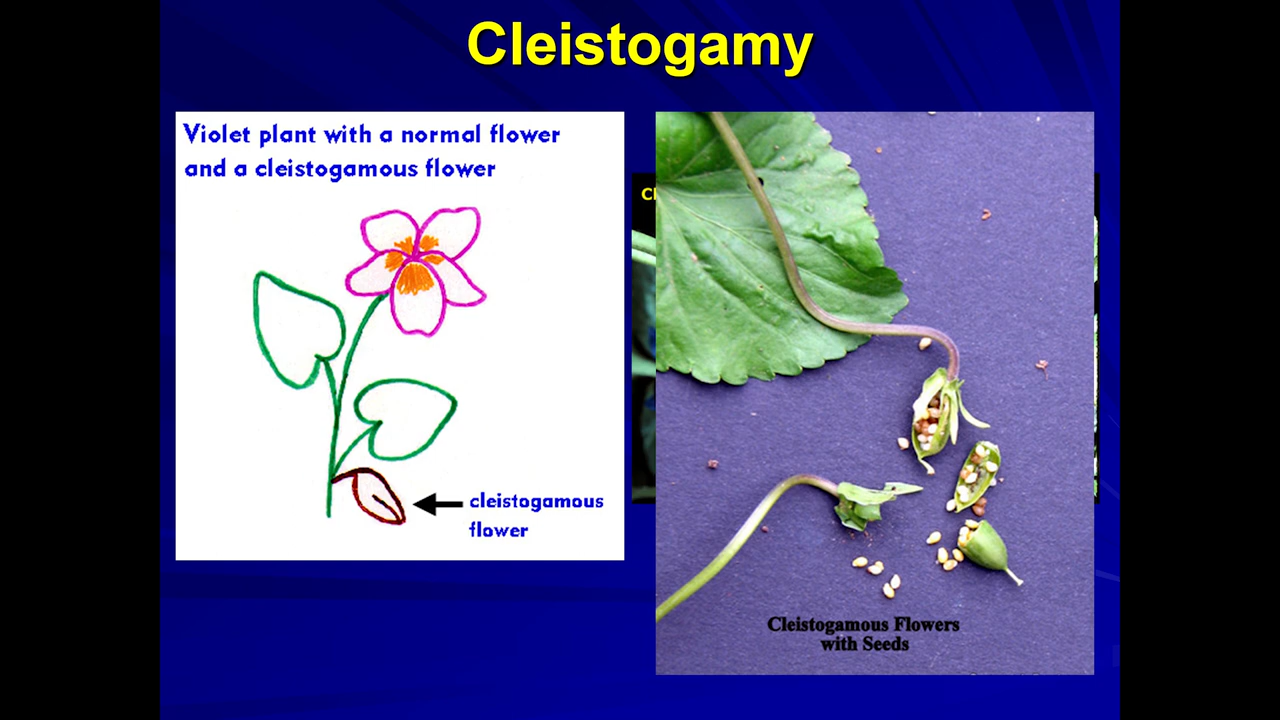 Cleistogamy
Violet plant with a normal flower
and a cleistogamous flower
cleistogamous
flower
Cleistogamous Flowers
with Seeds